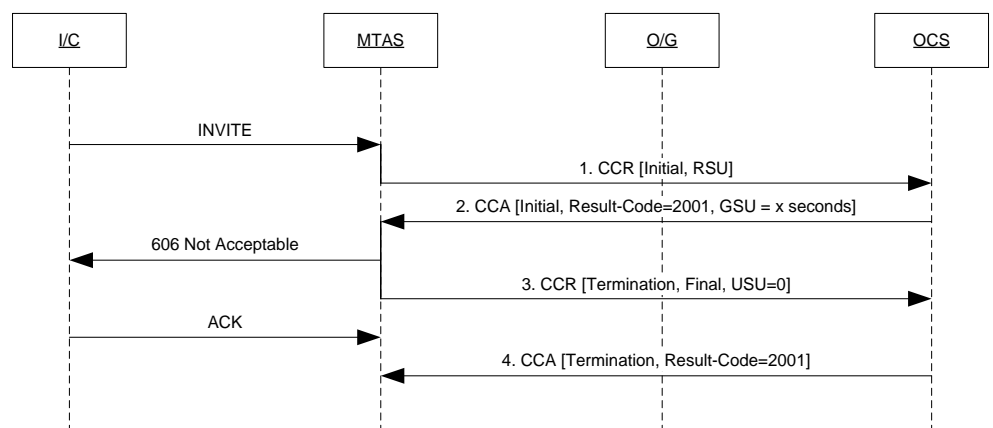 I/C
MTAS
O/G
OCS
INVITE
1. CCR [Initial, RSU]
2. CCA [Initial, Result-Code=2001, GSU = x seconds]
606 Not Acceptable
3. CCR [Termination, Final, USU=0]
ACK
4. CCA [Termination, Result-Code=2001]